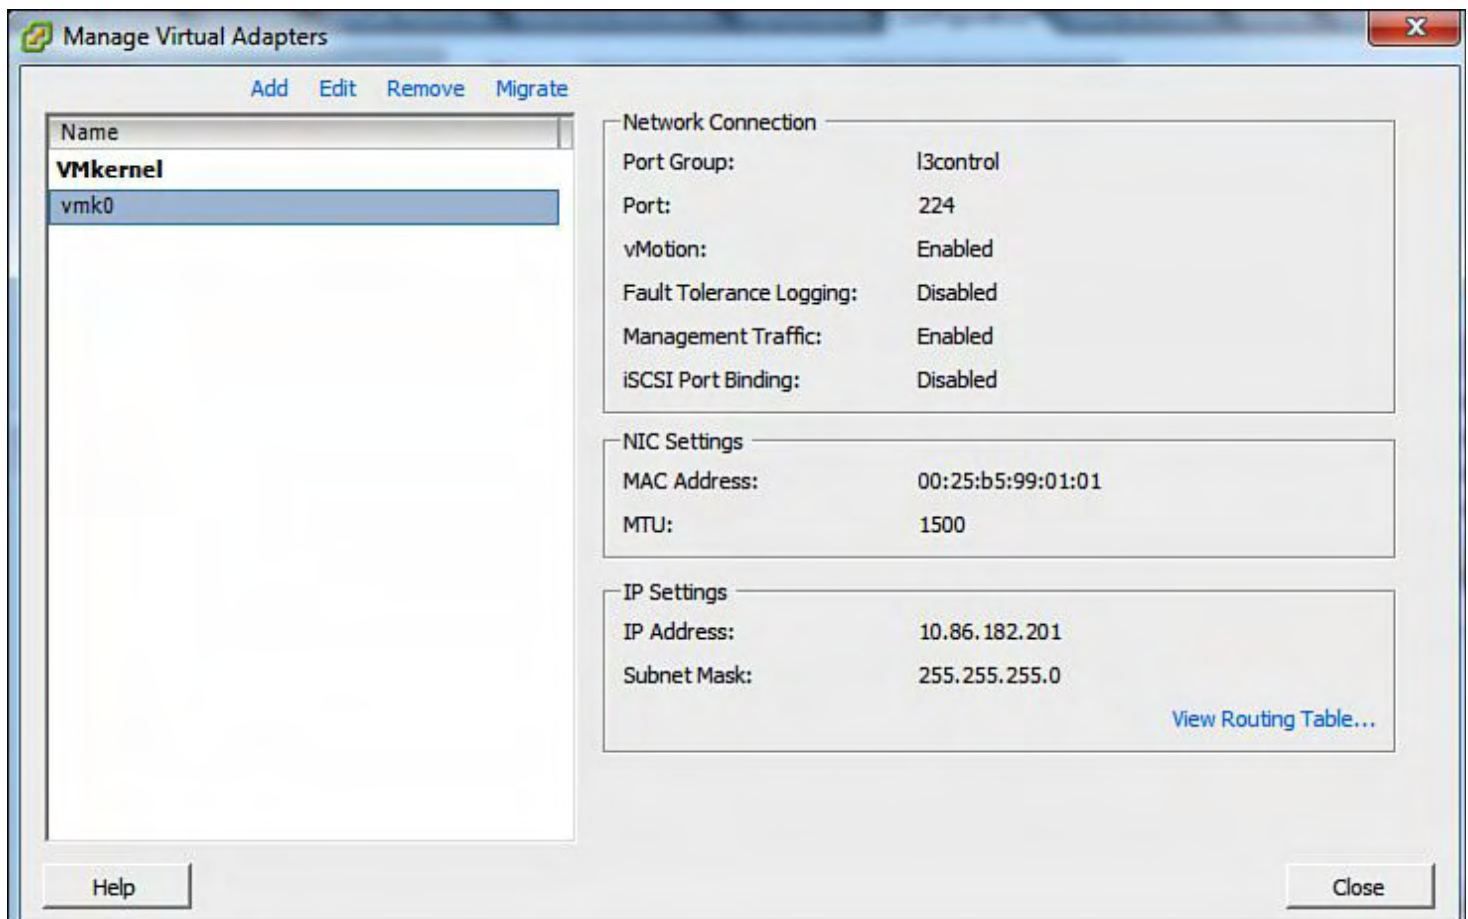 Manage Virtual Adapters
Add Edit Remove Migrate
Name
VMkernel
vmk0
Network Connection
Port Group: l3control
Port: 224
vMotion: Enabled
Fault Tolerance Logging: Disabled
Management Traffic: Enabled
iSCSI Port Binding: Disabled
NIC Settings
MAC Address: 00:25:b5:99:01:01
MTU: 1500
IP Settings
IP Address: 10.86.182.201
Subnet Mask: 255.255.255.0
View Routing Table...
Help Close